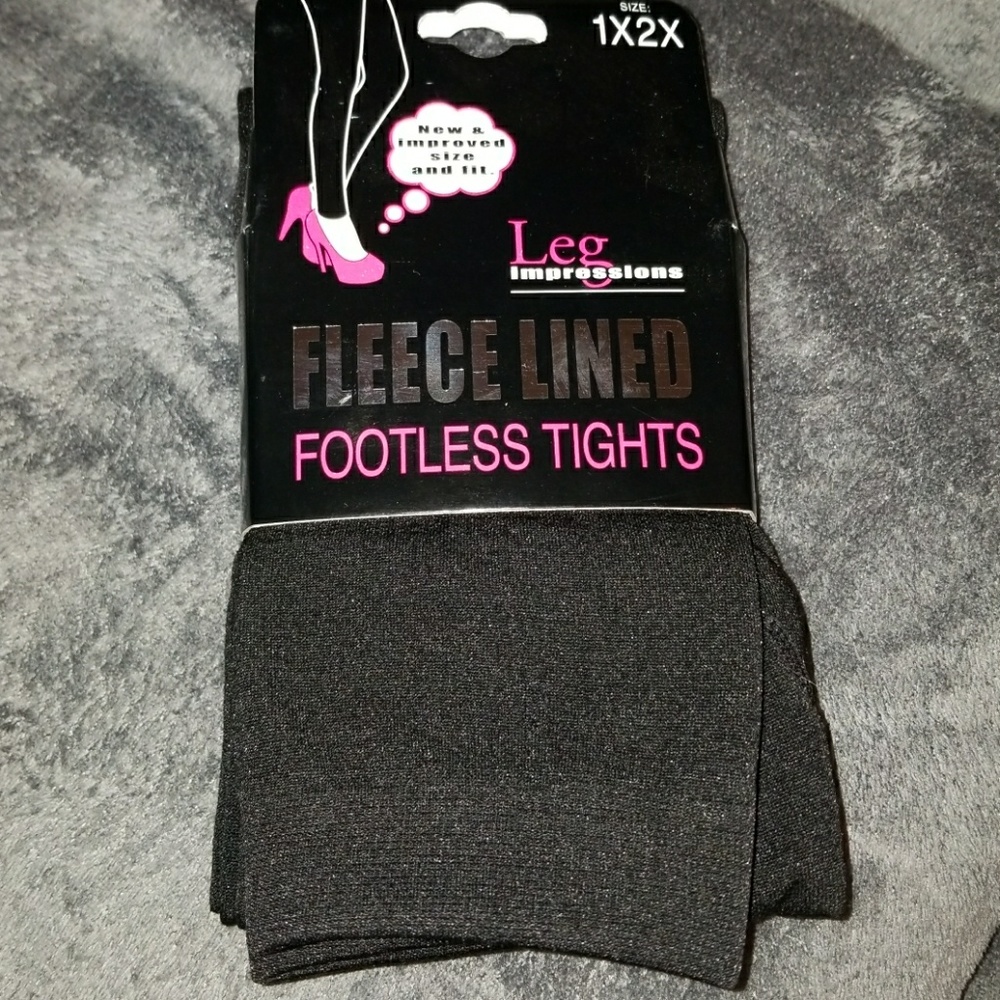 SIZE:
1X2X
New &
improved
size
and fit.
Leg
impressions
FLEECE LINED
FOOTLESS TIGHTS